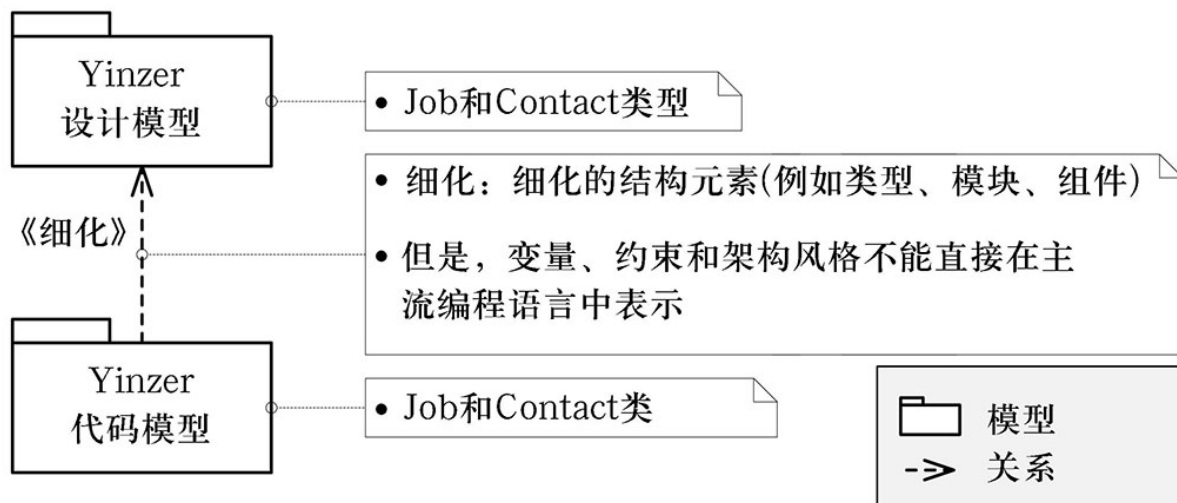 Yinzer
设计模型
• Job和Contact类型
《细化》
• 细化：细化的结构元素(例如类型、模块、组件)
• 但是，变量、约束和架构风格不能直接在主
流编程语言中表示
Yinzer
代码模型
• Job和Contact类
模型
关系